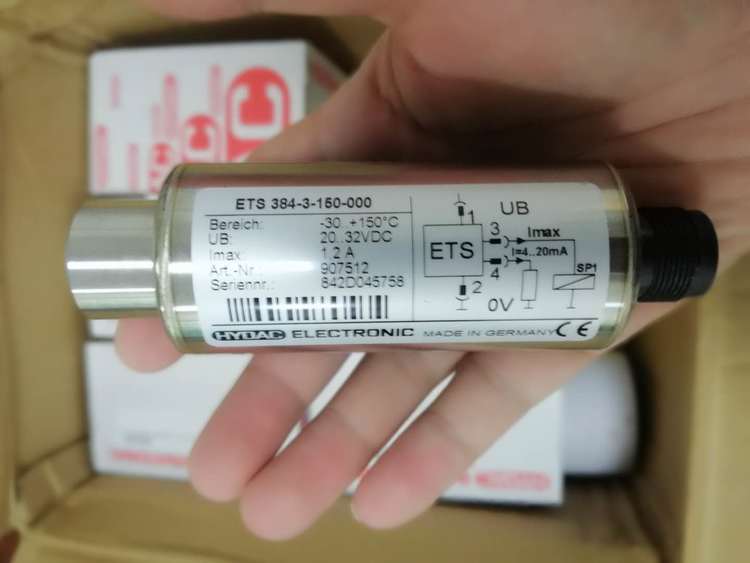 ETS 384-3-150-000
Bereich: -30..+150°C
UB: 20..32VDC
Imax: 1.2 A
Art.-Nr.: 907512
Seriennr.: 842D045758
HYDAC ELECTRONIC MADE IN GERMANY CE
UB
1
3 Imax
ETS I=4..20mA
4 SP1
2
0V